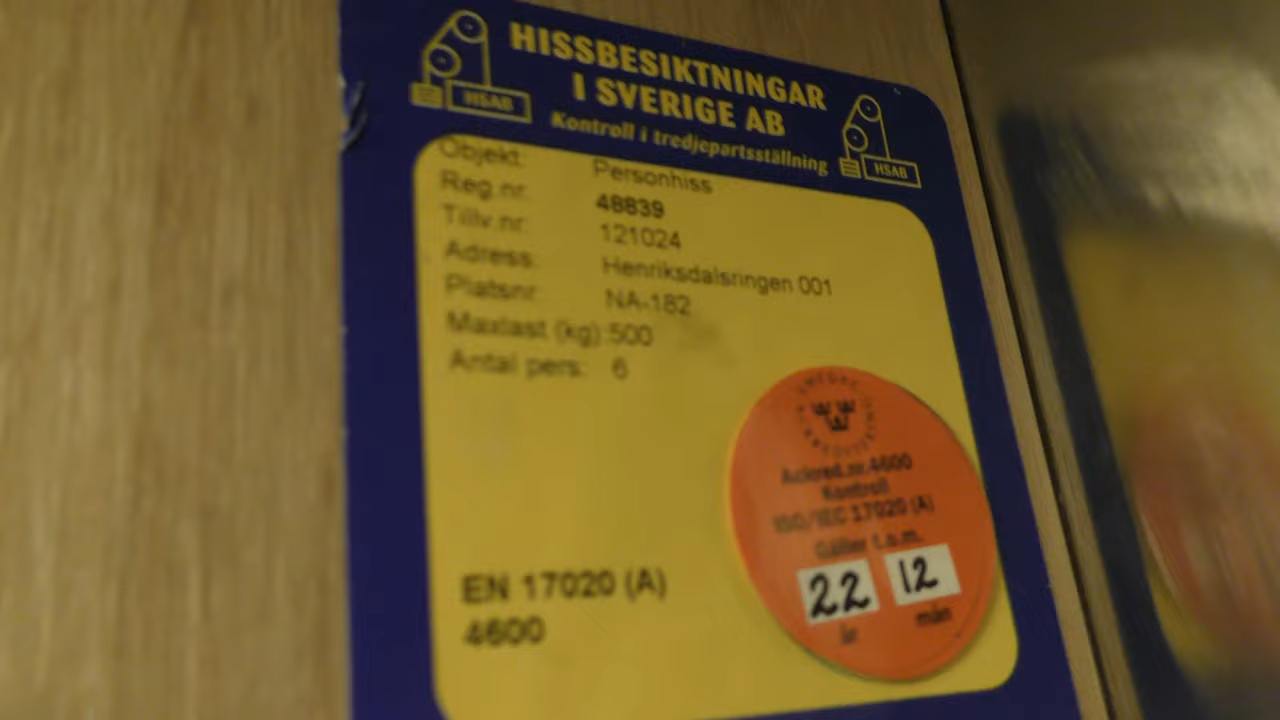 HISSBESIKTNINGAR
I SVERIGE AB
Kontroll i tredjepartsställning
HSAB
HSAB
Objekt: Personhiss
Reg.nr: 48839
Tillv.nr: 121024
Adress: Henriksdalsringen 001
Platsnr: NA-182
Maxlast (kg): 500
Antal pers: 6
EN 17020 (A)
4600
Ackred.nr.4600
Kontroll
ISO/IEC 17020 (A)
Gäller t.o.m.
22 12
år mån